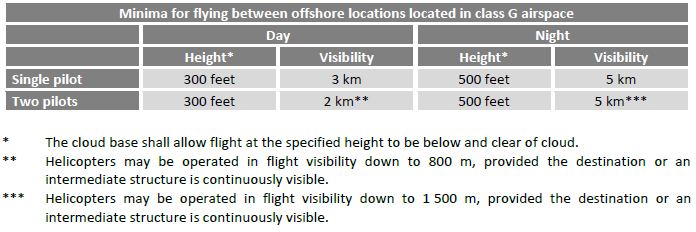 Minima for flying between offshore locations located in class G airspace
Day Night
Height* Visibility Height* Visibility
Single pilot 300 feet 3 km 500 feet 5 km
Two pilots 300 feet 2 km** 500 feet 5 km***
* The cloud base shall allow flight at the specified height to be below and clear of cloud.
** Helicopters may be operated in flight visibility down to 800 m, provided the destination or an
intermediate structure is continuously visible.
*** Helicopters may be operated in flight visibility down to 1 500 m, provided the destination or an
intermediate structure is continuously visible.